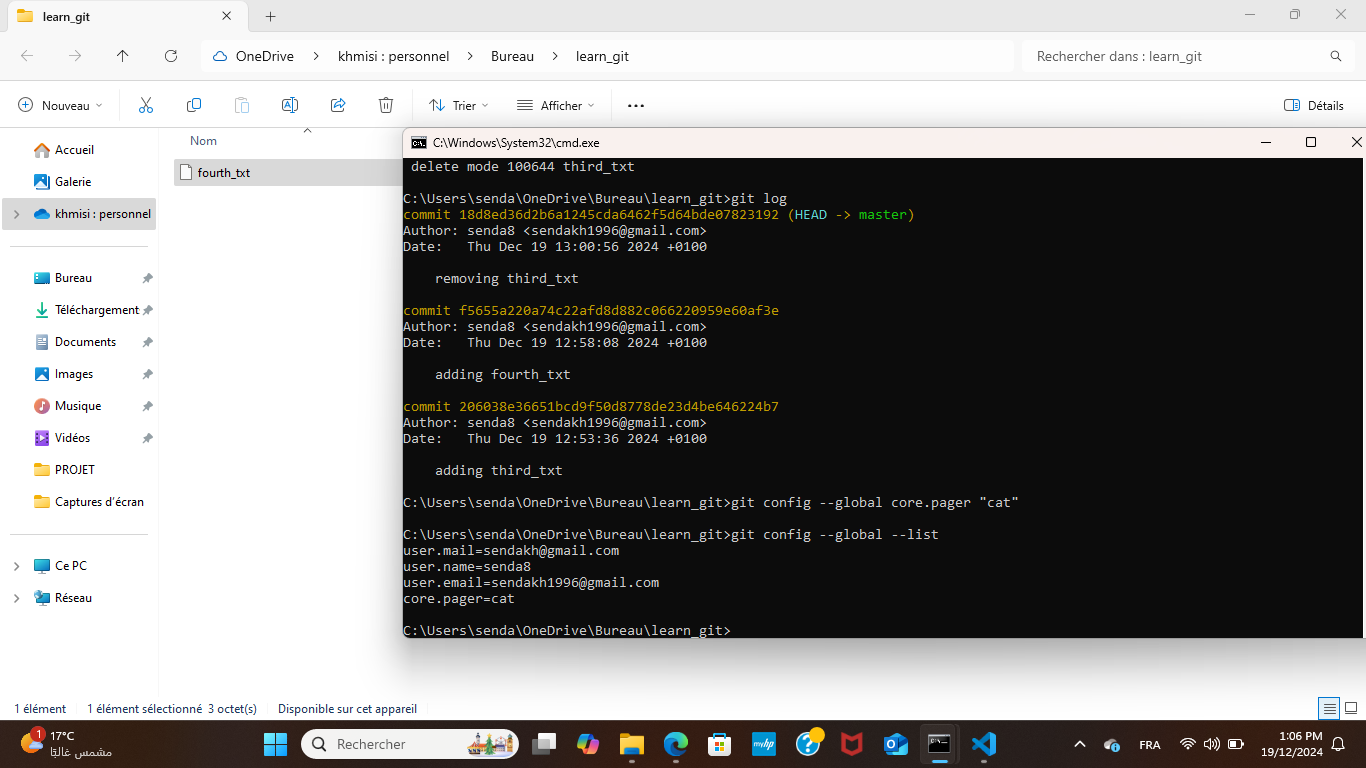 learn_git
OneDrive
khmisi : personnel
Bureau
learn_git
Rechercher dans : learn_git
Nouveau
Trier
Afficher
Détails
Accueil
Galerie
khmisi : personnel
Bureau
Téléchargement
Documents
Images
Musique
Vidéos
PROJET
Captures d'écran
Ce PC
Réseau
Nom
fourth_txt
C:\Windows\System32\cmd.exe
delete mode 100644 third_txt
C:\Users\senda\OneDrive\Bureau\learn_git>git log
commit 18d8ed36d2b6a1245cda6462f5d64bde07823192 (HEAD -> master)
Author: senda8 <sendakh1996@gmail.com>
Date:   Thu Dec 19 13:00:56 2024 +0100
removing third_txt
commit f5655a220a74c22afd8d882c066220959e60af3e
Author: senda8 <sendakh1996@gmail.com>
Date:   Thu Dec 19 12:58:08 2024 +0100
adding fourth_txt
commit 206038e36651bcd9f50d8778de23d4be646224b7
Author: senda8 <sendakh1996@gmail.com>
Date:   Thu Dec 19 12:53:36 2024 +0100
adding third_txt
C:\Users\senda\OneDrive\Bureau\learn_git>git config --global core.pager "cat"
C:\Users\senda\OneDrive\Bureau\learn_git>git config --global --list
user.mail=sendakh@gmail.com
user.name=senda8
user.email=sendakh1996@gmail.com
core.pager=cat
C:\Users\senda\OneDrive\Bureau\learn_git>
1 élément
1 élément sélectionné 3 octet(s)
Disponible sur cet appareil
1
17°C
مشمس غالبًا
Rechercher
myhp
FRA
1:06 PM
19/12/2024